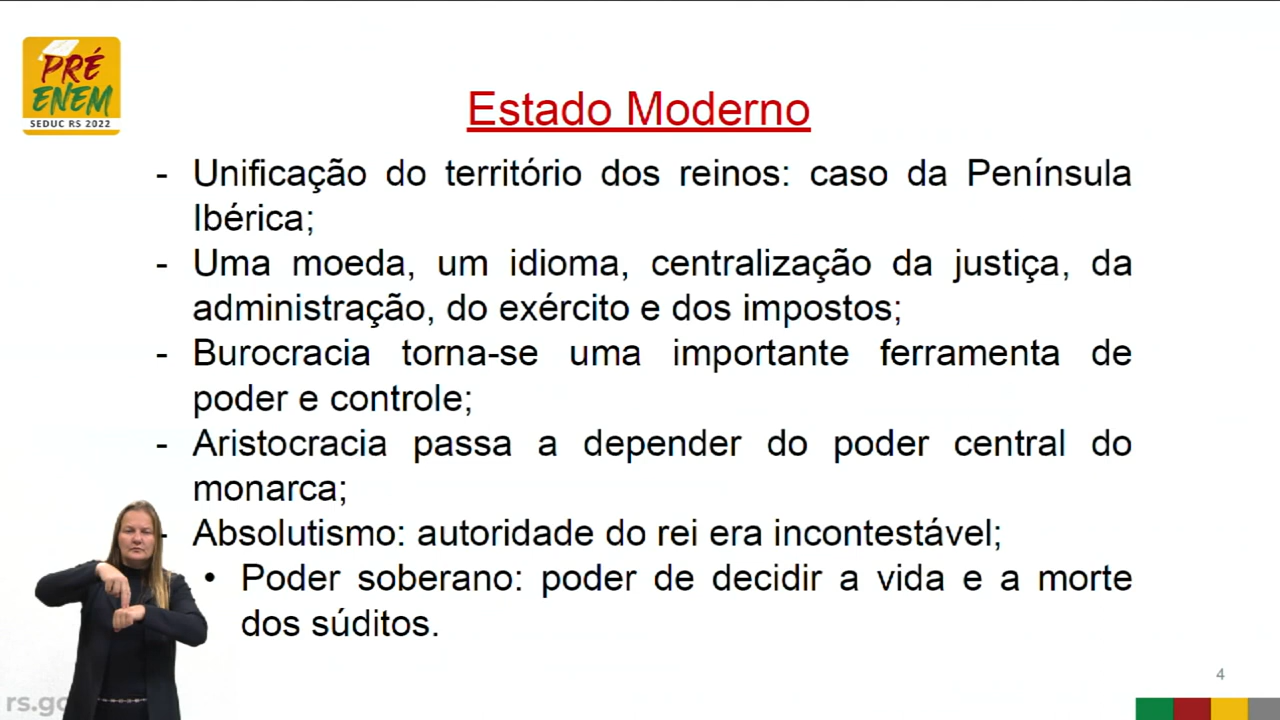 PRÉ
ENEM
SEDUC RS 2022
Estado Moderno
- Unificação do território dos reinos: caso da Península
Ibérica;
- Uma moeda, um idioma, centralização da justiça, da
administração, do exército e dos impostos;
- Burocracia torna-se uma importante ferramenta de
poder e controle;
- Aristocracia passa a depender do poder central do
monarca;
- Absolutismo: autoridade do rei era incontestável;
• Poder soberano: poder de decidir a vida e a morte
dos súditos.
4
rs.go